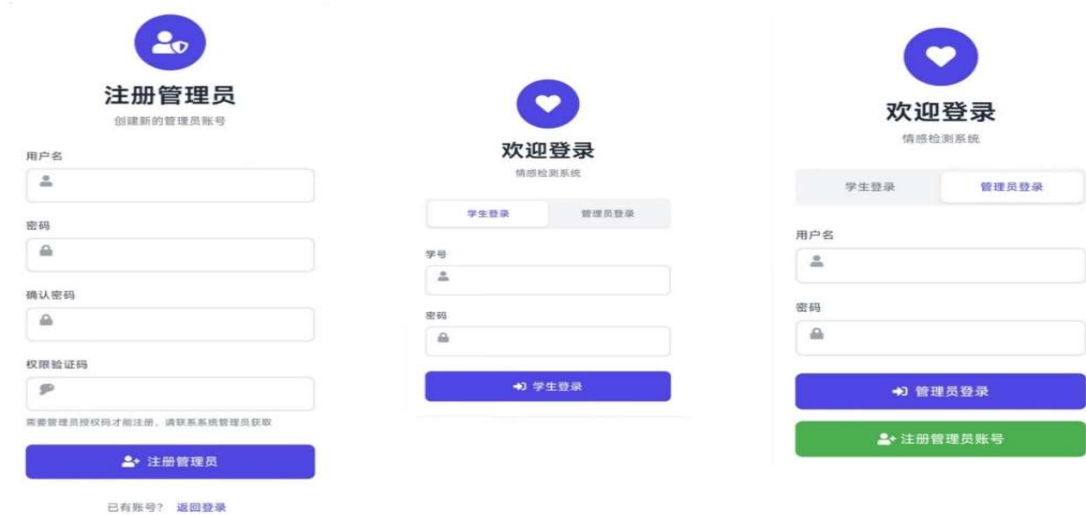 注册管理员
创建新的管理员账号
用户名
密码
确认密码
权限验证码
需要管理员授权码才能注册，请联系系统管理员获取
注册管理员
已有账号？ 返回登录
欢迎登录
情感检测系统
学生登录 管理员登录
学号
密码
学生登录
欢迎登录
情感检测系统
学生登录 管理员登录
用户名
密码
管理员登录
注册管理员账号